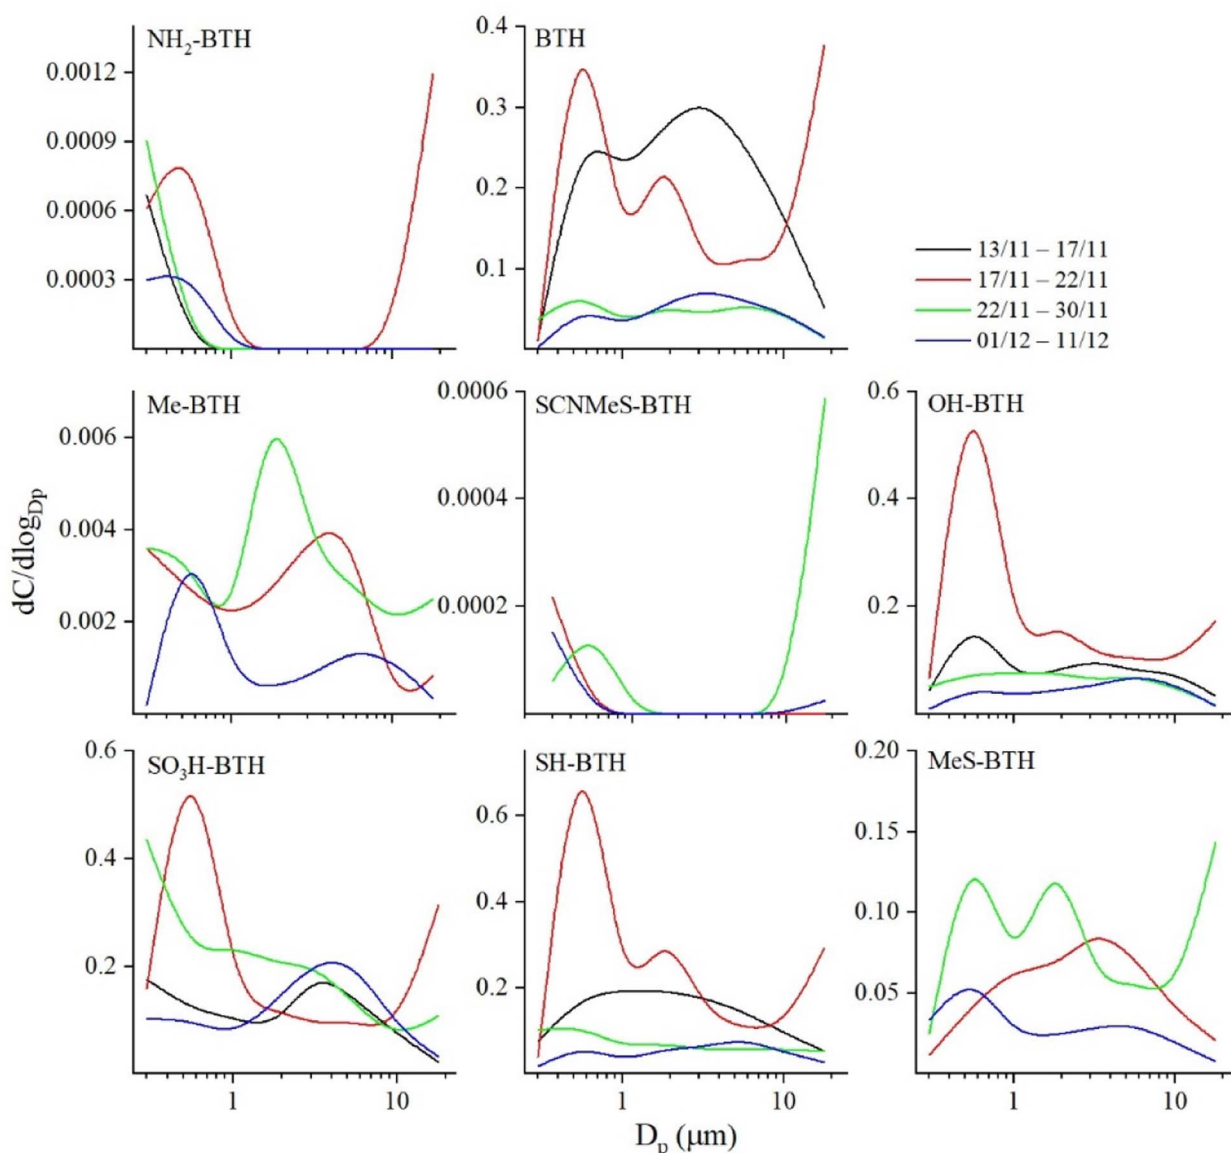 NH₂-BTH
0.0012
0.0009
0.0006
0.0003
BTH
0.4
0.3
0.2
0.1
13/11 – 17/11
17/11 – 22/11
22/11 – 30/11
01/12 – 11/12
Me-BTH
0.006
0.004
0.002
SCNMeS-BTH
0.0006
0.0004
0.0002
OH-BTH
0.6
0.4
0.2
dC/dlog_Dp
SO₃H-BTH
0.6
0.4
0.2
1
10
SH-BTH
0.6
0.4
0.2
1
10
MeS-BTH
0.20
0.15
0.10
0.05
1
10
Dₚ (μm)